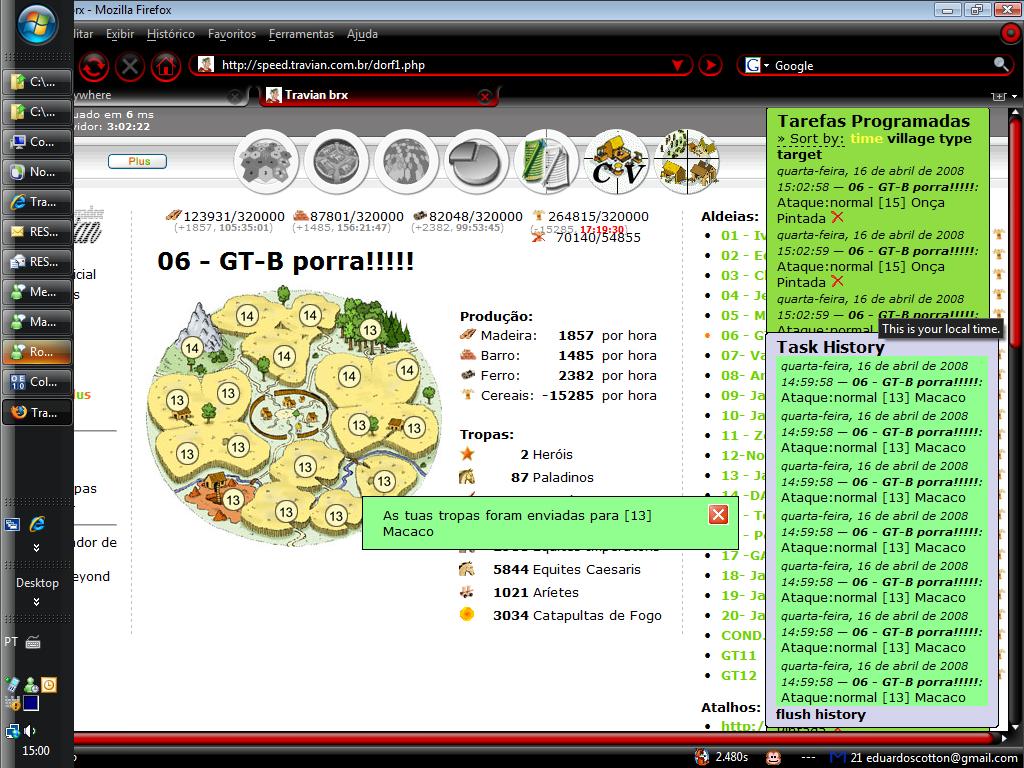 rx - Mozilla Firefox
litar Exibir Histórico Favoritos Ferramentas Ajuda
http://speed.travian.com.br/dorf1.php
G Google
ywhere
Travian brx
uado em 6 ms
vidor: 3:02:22
Plus
C V
123931/320000 87801/320000 82048/320000 264815/320000
(+1857, 105:35:01) (+1485, 156:21:47) (+2382, 99:53:45) (-15285, 17:19:30)
70140/54855
06 - GT-B porra!!!!!
14
14
13
14
14
14
14
13
13
13
13
13
13
13
13
13
13
13
Produção:
Madeira: 1857 por hora
Barro: 1485 por hora
Ferro: 2382 por hora
Cereais: -15285 por hora
Tropas:
2 Heróis
87 Paladinos
As tuas tropas foram enviadas para [13]
Macaco
5844 Equites Caesaris
1021 Aríetes
3034 Catapultas de Fogo
Aldeias:
01 - Iv
02 - E
03 - C
04 - Je
05 - M
06 - G
07- Va
08- Ar
09- Ja
10- Ja
11 - Z
12-No
13 - Ja
14 -DA
- T
- P
17 -GA
18- Ja
19- Ja
20- Ja
COND.
GT11
GT12
Atalhos:
http:/
Tarefas Programadas
» Sort by: time village type
target
quarta-feira, 16 de abril de 2008
15:02:58 — 06 - GT-B porra!!!!!:
Ataque:normal [15] Onça
Pintada
quarta-feira, 16 de abril de 2008
15:02:59 — 06 - GT-B porra!!!!!:
Ataque:normal [15] Onça
Pintada
quarta-feira, 16 de abril de 2008
15:02:59 — 06 - GT-B porra!!!!!:
Ataque:normal
This is your local time.
Task History
quarta-feira, 16 de abril de 2008
14:59:58 — 06 - GT-B porra!!!!!:
Ataque:normal [13] Macaco
quarta-feira, 16 de abril de 2008
14:59:58 — 06 - GT-B porra!!!!!:
Ataque:normal [13] Macaco
quarta-feira, 16 de abril de 2008
14:59:58 — 06 - GT-B porra!!!!!:
Ataque:normal [13] Macaco
quarta-feira, 16 de abril de 2008
14:59:58 — 06 - GT-B porra!!!!!:
Ataque:normal [13] Macaco
quarta-feira, 16 de abril de 2008
14:59:58 — 06 - GT-B porra!!!!!:
Ataque:normal [13] Macaco
quarta-feira, 16 de abril de 2008
14:59:58 — 06 - GT-B porra!!!!!:
Ataque:normal [13] Macaco
quarta-feira, 16 de abril de 2008
14:59:58 — 06 - GT-B porra!!!!!:
Ataque:normal [13] Macaco
flush history
C:\...
C:\...
Co...
No...
Tra...
RES...
RES...
Me...
Ma...
Ro...
Col...
Tra...
cial
s
lus
pas
ador de
eyond
Desktop
PT
15:00
2.480s --- 21 eduardoscotton@gmail.com